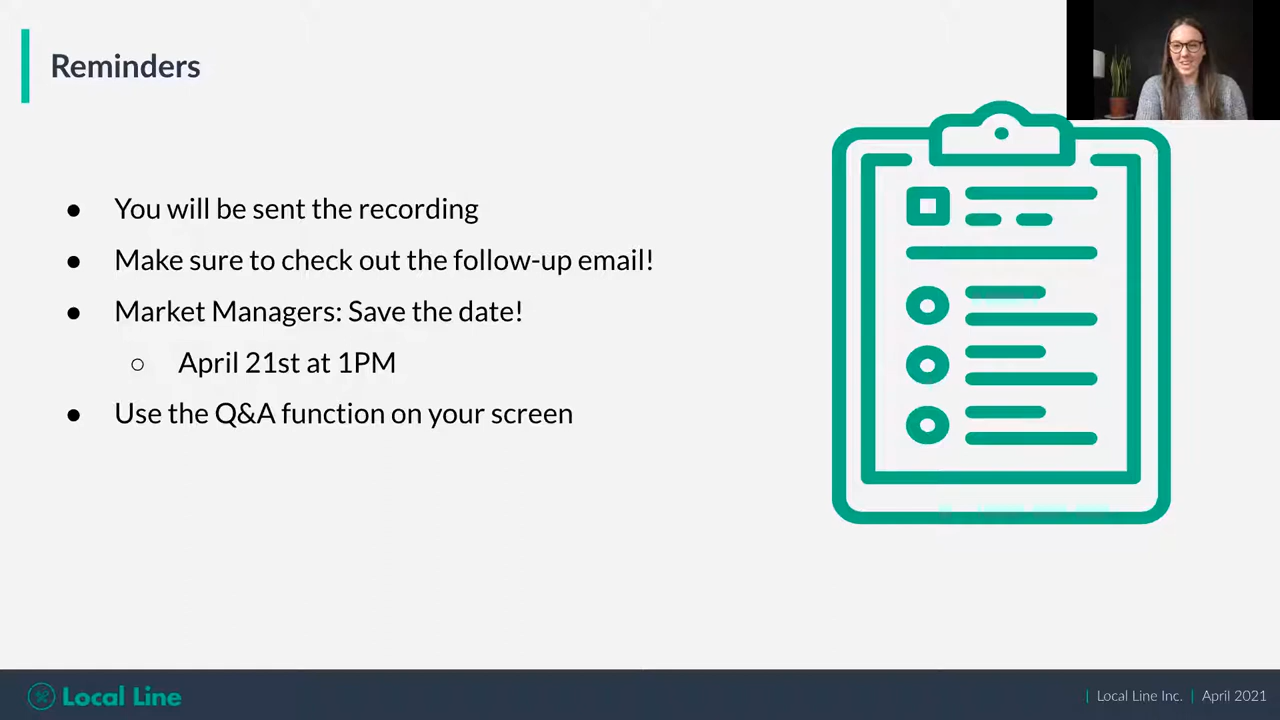 Reminders
● You will be sent the recording
● Make sure to check out the follow-up email!
● Market Managers: Save the date!
○ April 21st at 1PM
● Use the Q&A function on your screen
Local Line
| Local Line Inc. | April 2021